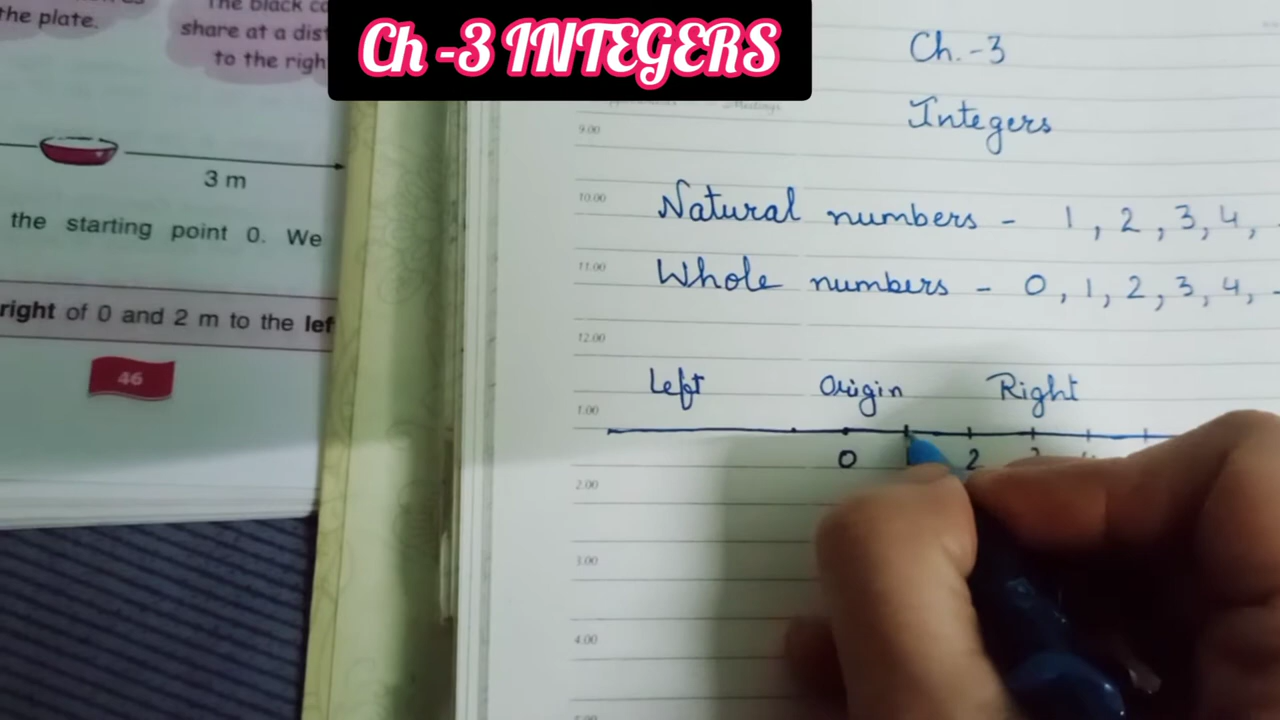 the plate.
The black
share at a dist
to the righ
3 m
the starting point 0. We
right of 0 and 2 m to the lef
46
Ch -3 INTEGERS
Ch.-3
Integers
Meetings
9.00
10.00
Natural numbers - 1, 2, 3, 4, -
11.00
Whole numbers - 0, 1, 2, 3, 4, -
12.00
Left Origin Right
1.00
0 2
2.00
3.00
4.00